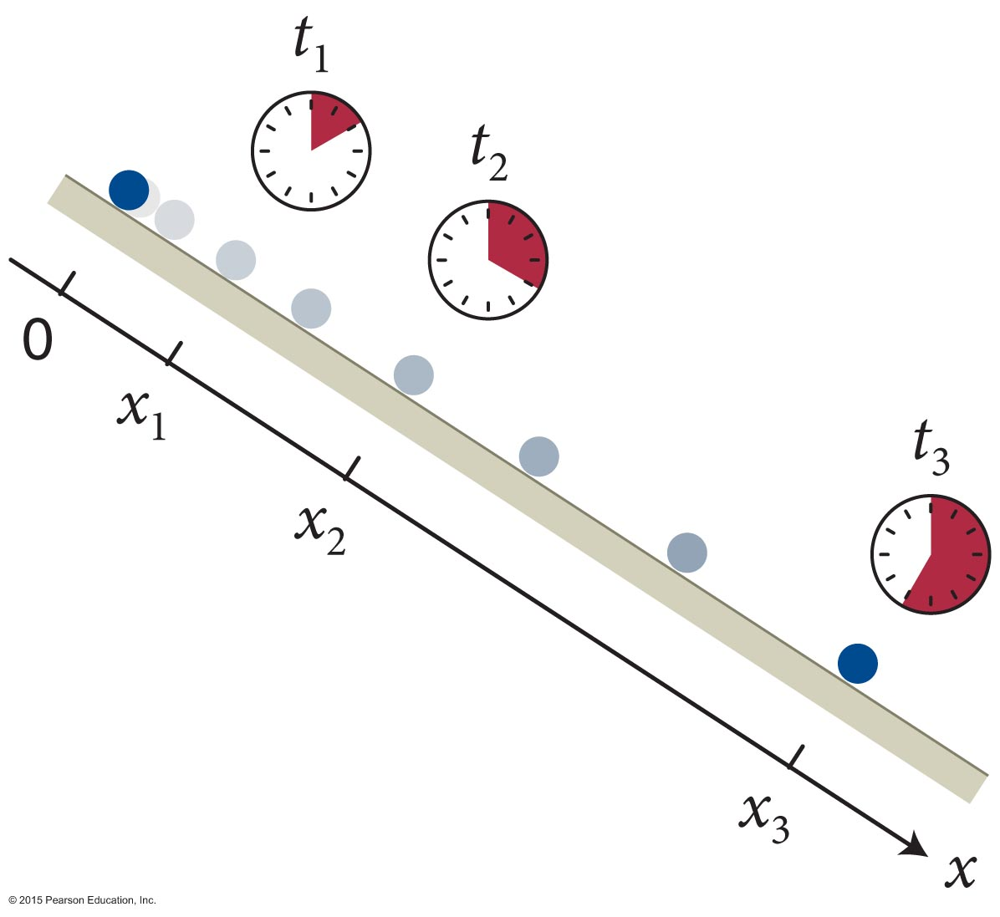 t₁
t₂
0
x₁
t₃
x₂
x₃
x
© 2015 Pearson Education, Inc.